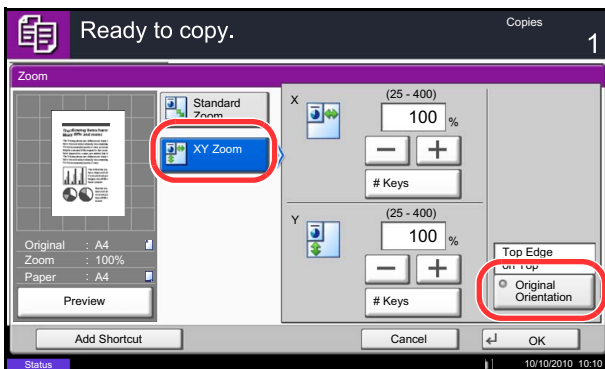 Ready to copy.
Copies
1
Zoom
Standard
Zoom
XY Zoom
X
(25 - 400)
100 %
# Keys
Y
(25 - 400)
100 %
# Keys
Original : A4
Zoom : 100%
Paper : A4
Preview
Top Edge
on Top
Original
Orientation
Add Shortcut
Cancel
OK
Status
10/10/2010 10:10